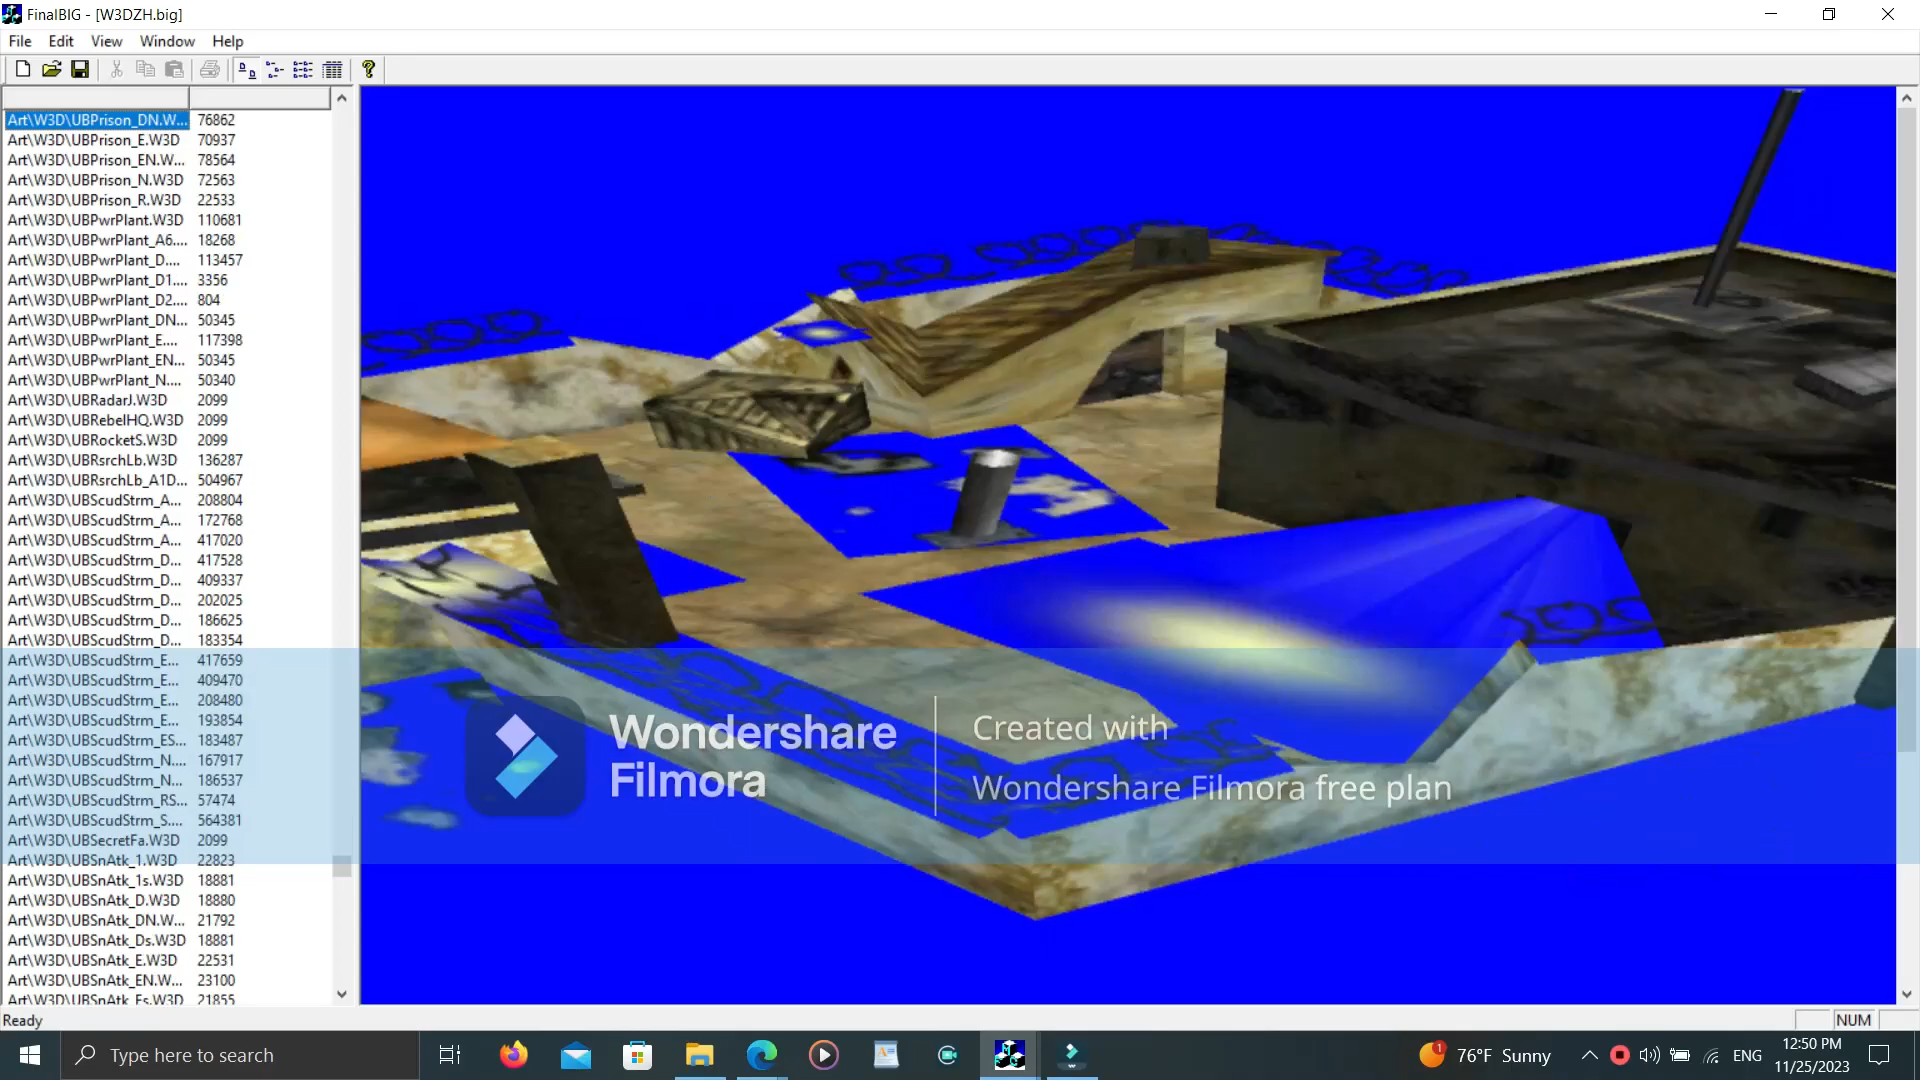 FinalBIG - [W3DZH.big]
File Edit View Window Help
Art\W3D\UBPrison_DN.W... 76862
Art\W3D\UBPrison_E.W3D 70937
Art\W3D\UBPrison_EN.W... 78564
Art\W3D\UBPrison_N.W3D 72563
Art\W3D\UBPrison_R.W3D 22533
Art\W3D\UBPwrPlant.W3D 110681
Art\W3D\UBPwrPlant_A6.... 18268
Art\W3D\UBPwrPlant_D.... 113457
Art\W3D\UBPwrPlant_D1.... 3356
Art\W3D\UBPwrPlant_D2.... 804
Art\W3D\UBPwrPlant_DN... 50345
Art\W3D\UBPwrPlant_E.... 117398
Art\W3D\UBPwrPlant_EN... 50345
Art\W3D\UBPwrPlant_N.... 50340
Art\W3D\UBRadarJ.W3D 2099
Art\W3D\UBRebelHQ.W3D 2099
Art\W3D\UBRocketS.W3D 2099
Art\W3D\UBRsrchLb.W3D 136287
Art\W3D\UBRsrchLb_A1D... 504967
Art\W3D\UBScudStrm_A... 208804
Art\W3D\UBScudStrm_A... 172768
Art\W3D\UBScudStrm_A... 417020
Art\W3D\UBScudStrm_D... 417528
Art\W3D\UBScudStrm_D... 409337
Art\W3D\UBScudStrm_D... 202025
Art\W3D\UBScudStrm_D... 186625
Art\W3D\UBScudStrm_D... 183354
Art\W3D\UBScudStrm_E... 417659
Art\W3D\UBScudStrm_E... 409470
Art\W3D\UBScudStrm_E... 208480
Art\W3D\UBScudStrm_E... 193854
Art\W3D\UBScudStrm_ES... 183487
Art\W3D\UBScudStrm_N.... 167917
Art\W3D\UBScudStrm_N... 186537
Art\W3D\UBScudStrm_RS... 57474
Art\W3D\UBScudStrm_S.... 564381
Art\W3D\UBSecretFa.W3D 2099
Art\W3D\UBSnAtk_1.W3D 22823
Art\W3D\UBSnAtk_1s.W3D 18881
Art\W3D\UBSnAtk_D.W3D 18880
Art\W3D\UBSnAtk_DN.W... 21792
Art\W3D\UBSnAtk_Ds.W3D 18881
Art\W3D\UBSnAtk_E.W3D 22531
Art\W3D\UBSnAtk_EN.W... 23100
Art\W3D\UBSnAtk_Es.W3D 21855
Wondershare
Filmora
Created with
Wondershare Filmora free plan
Ready
NUM
Type here to search
1
76°F Sunny
ENG
12:50 PM
11/25/2023